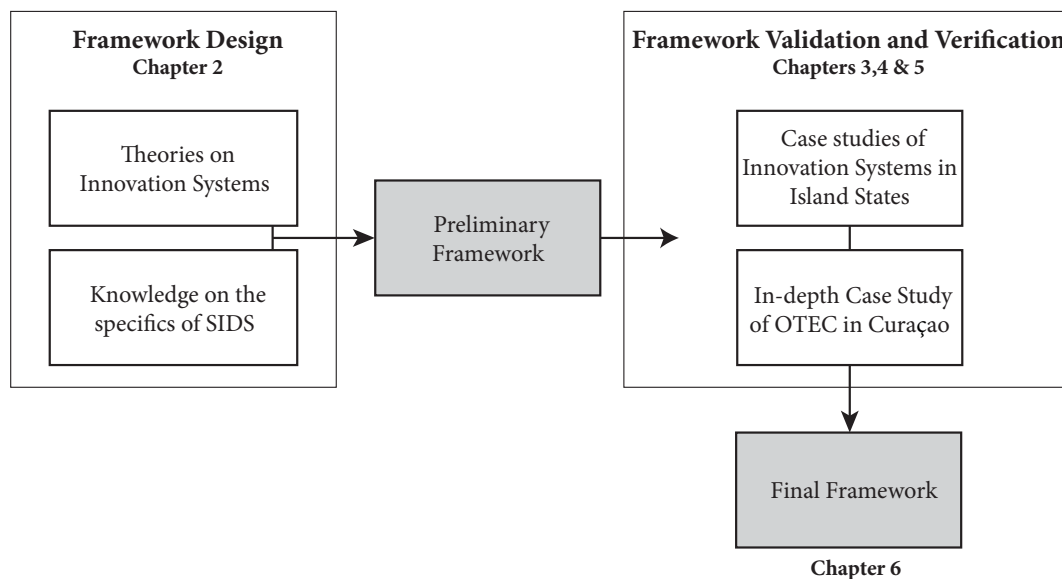 Framework Design
Chapter 2
Theories on
Innovation Systems
Knowledge on the
specifics of SIDS
Preliminary
Framework
Framework Validation and Verification
Chapters 3,4 & 5
Case studies of
Innovation Systems in
Island States
In-depth Case Study
of OTEC in Curaçao
Final Framework
Chapter 6